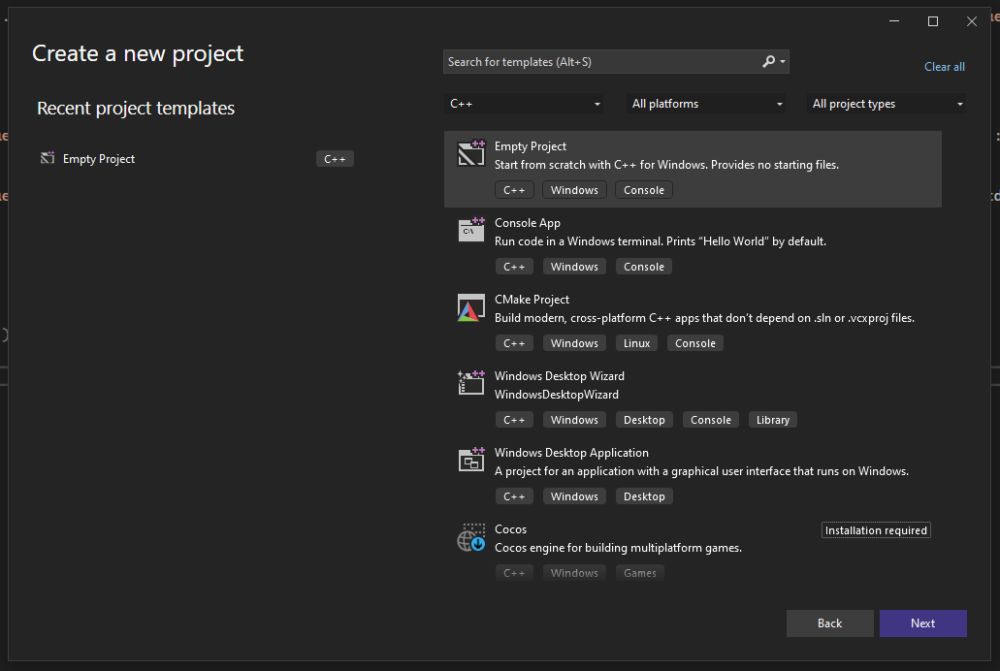 Create a new project
Search for templates (Alt+S)
Clear all
Recent project templates
C++
All platforms
All project types
Empty Project
C++
Empty Project
Start from scratch with C++ for Windows. Provides no starting files.
C++ Windows Console
Console App
Run code in a Windows terminal. Prints “Hello World” by default.
C++ Windows Console
CMake Project
Build modern, cross-platform C++ apps that don’t depend on .sln or .vcxproj files.
C++ Windows Linux Console
Windows Desktop Wizard
WindowsDesktopWizard
C++ Windows Desktop Console Library
Windows Desktop Application
A project for an application with a graphical user interface that runs on Windows.
C++ Windows Desktop
Cocos
Installation required
Cocos engine for building multiplatform games.
C++ Windows Games
Back
Next